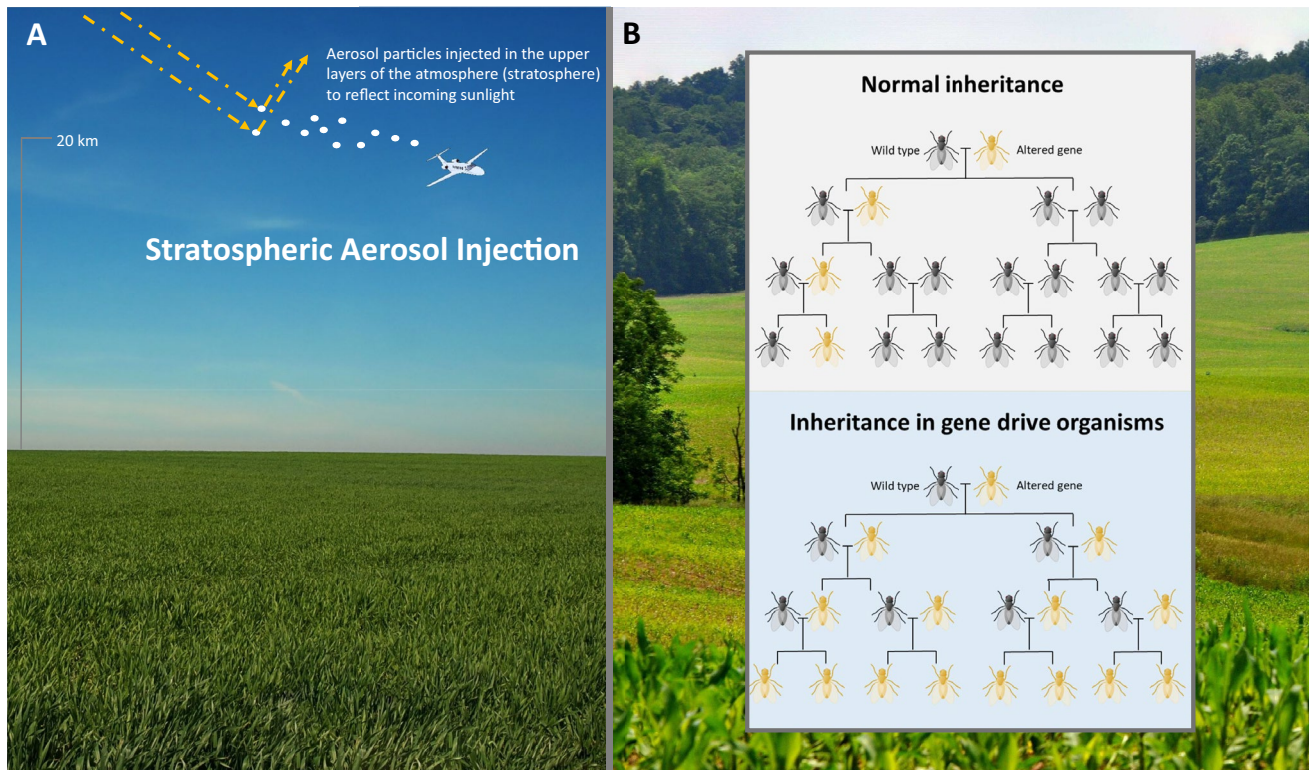 A
Aerosol particles injected in the upper
layers of the atmosphere (stratosphere)
to reflect incoming sunlight
20 km
Stratospheric Aerosol Injection
B
Normal inheritance
Wild type
Altered gene
Inheritance in gene drive organisms
Wild type
Altered gene